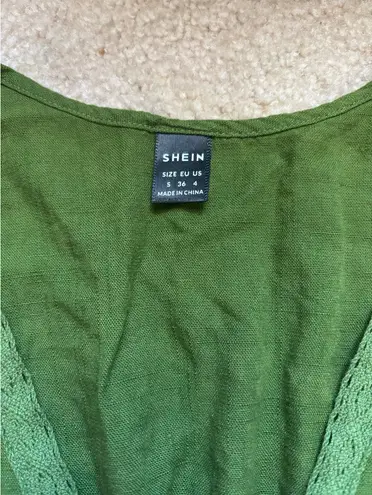 SHEIN
SIZE EU US
S 36 4
MADE IN CHINA